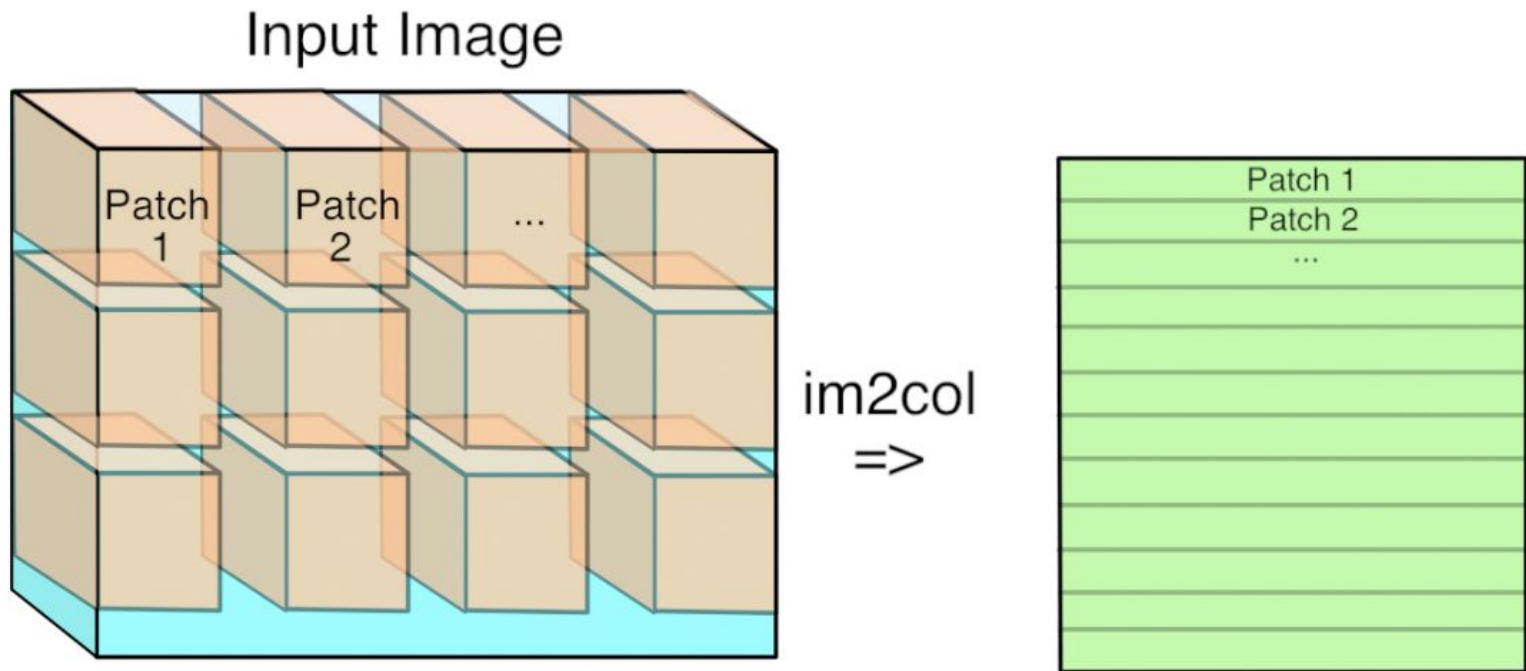 Input Image
Patch
1
Patch
2
...
im2col
=>
Patch 1
Patch 2
...